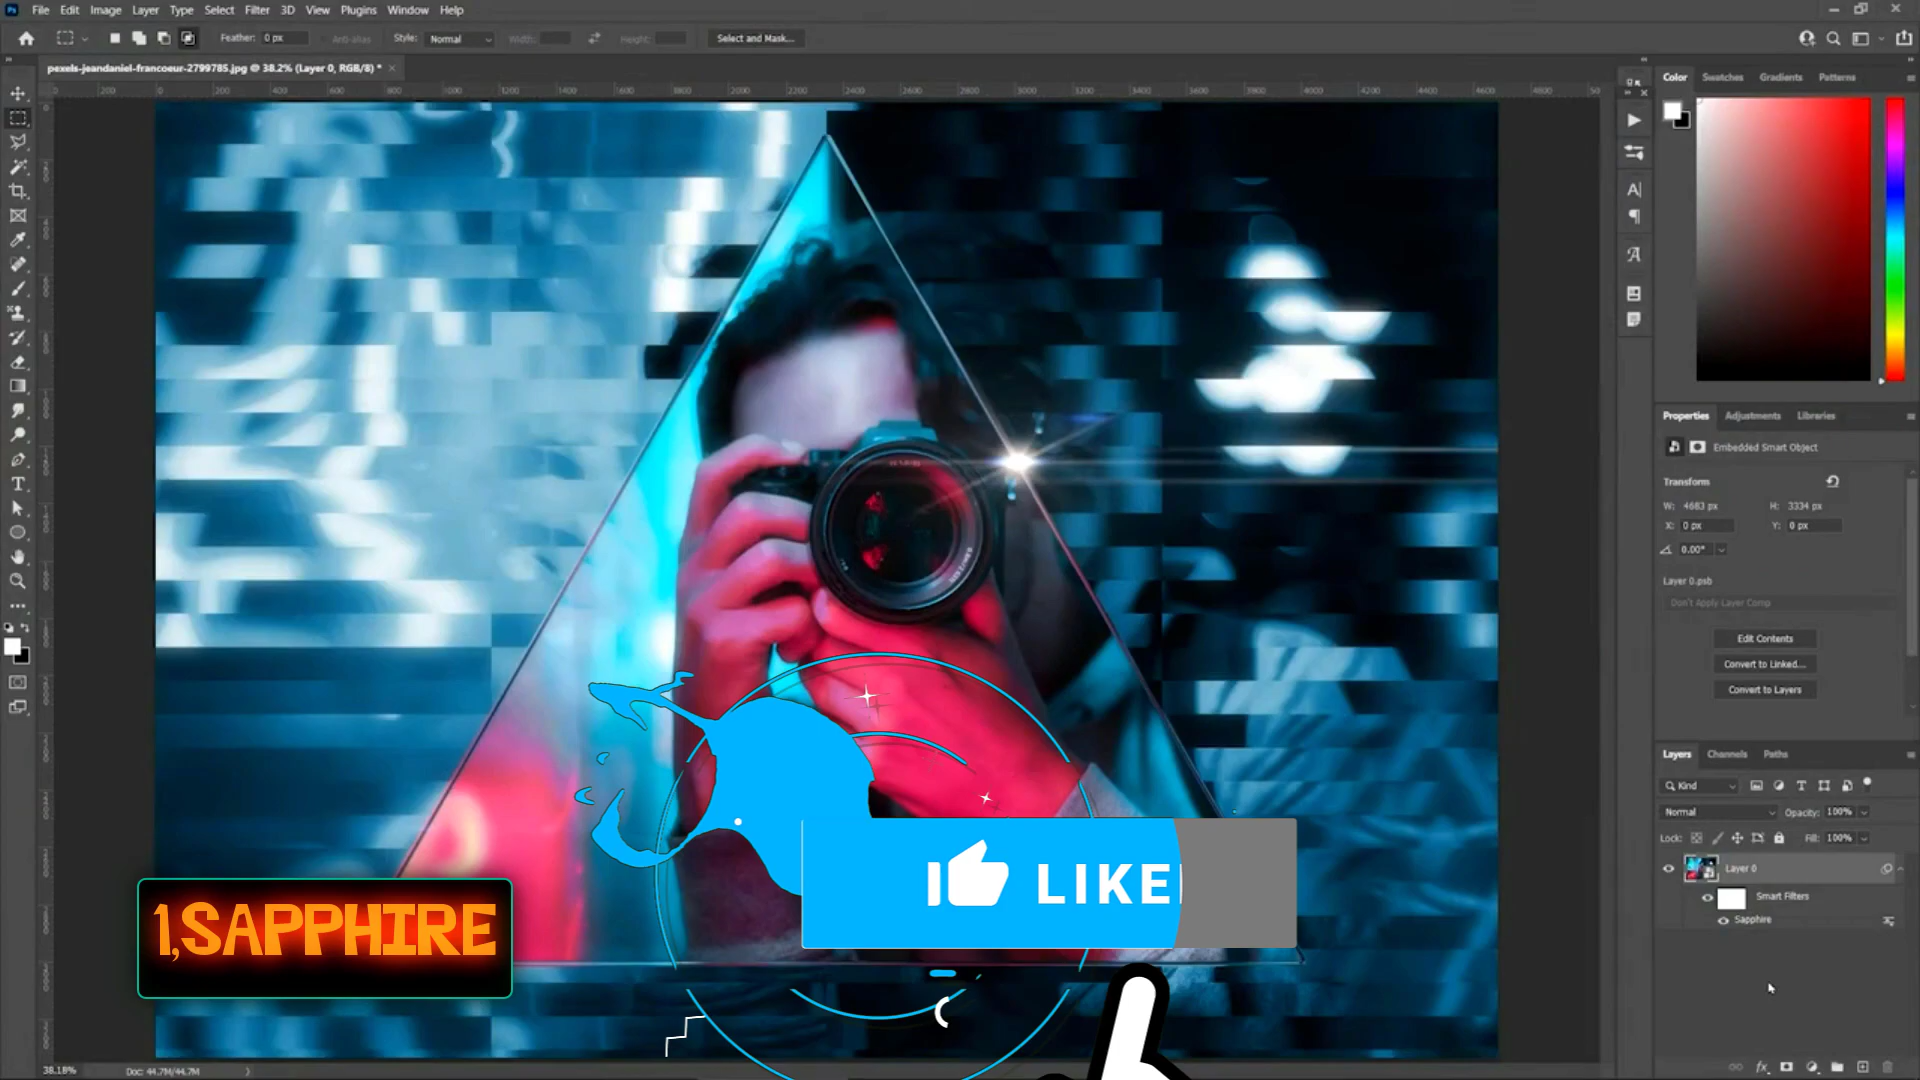 File Edit Image Layer Type Select Filter 3D View Plugins Window Help
Feather: 0 px Anti-alias Style: Normal Width: Height: Select and Mask...
pexels-jeandaniel-francoeur-2799785.jpg @ 38.2% (Layer 0, RGB/8) *
Color Swatches Gradients Patterns
Properties Adjustments Libraries
Embedded Smart Object
Transform
W: 4683 px H: 3334 px
X: 0 px Y: 0 px
0.00°
Layer 0.psb
Don't Apply Layer Comp
Edit Contents
Convert to Linked...
Convert to Layers
Layers Channels Paths
Kind
Normal Opacity: 100%
Lock: Fill: 100%
Layer 0
Smart Filters
Sapphire
LIKE
1,SAPPHIRE
38.18% Doc: 44.7M/44.7M